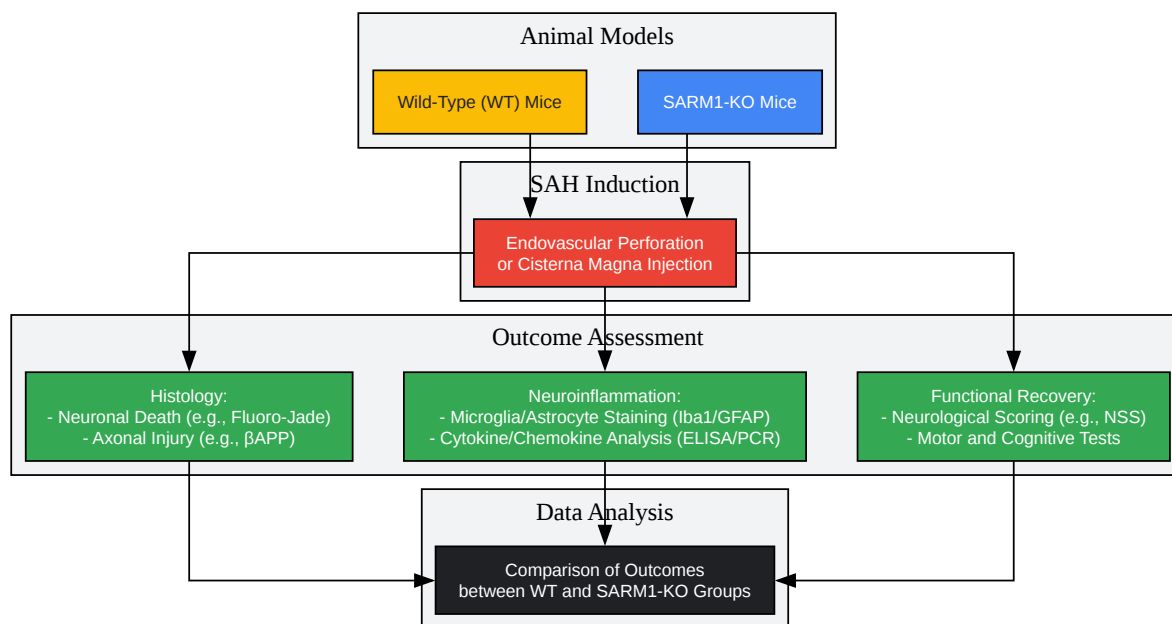 Animal Models
Wild-Type (WT) Mice
SARM1-KO Mice
SAH Induction
Endovascular Perforation
or Cisterna Magna Injection
Outcome Assessment
Histology:
- Neuronal Death (e.g., Fluoro-Jade)
- Axonal Injury (e.g., βAPP)
Neuroinflammation:
- Microglia/Astrocyte Staining (Iba1/GFAP)
- Cytokine/Chemokine Analysis (ELISA/PCR)
Functional Recovery:
- Neurological Scoring (e.g., NSS)
- Motor and Cognitive Tests
Data Analysis
Comparison of Outcomes
between WT and SARM1-KO Groups